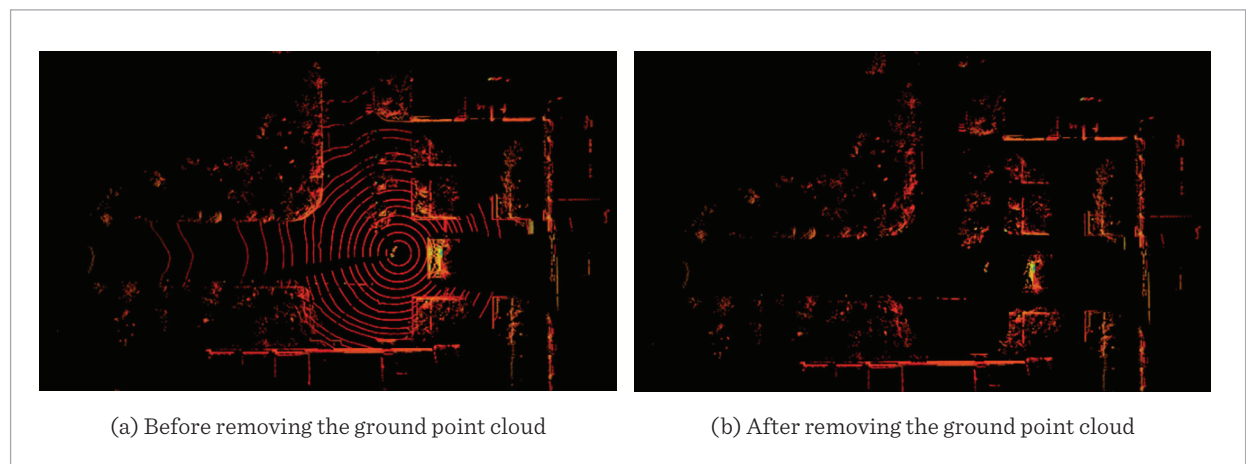 (a) Before removing the ground point cloud
(b) After removing the ground point cloud